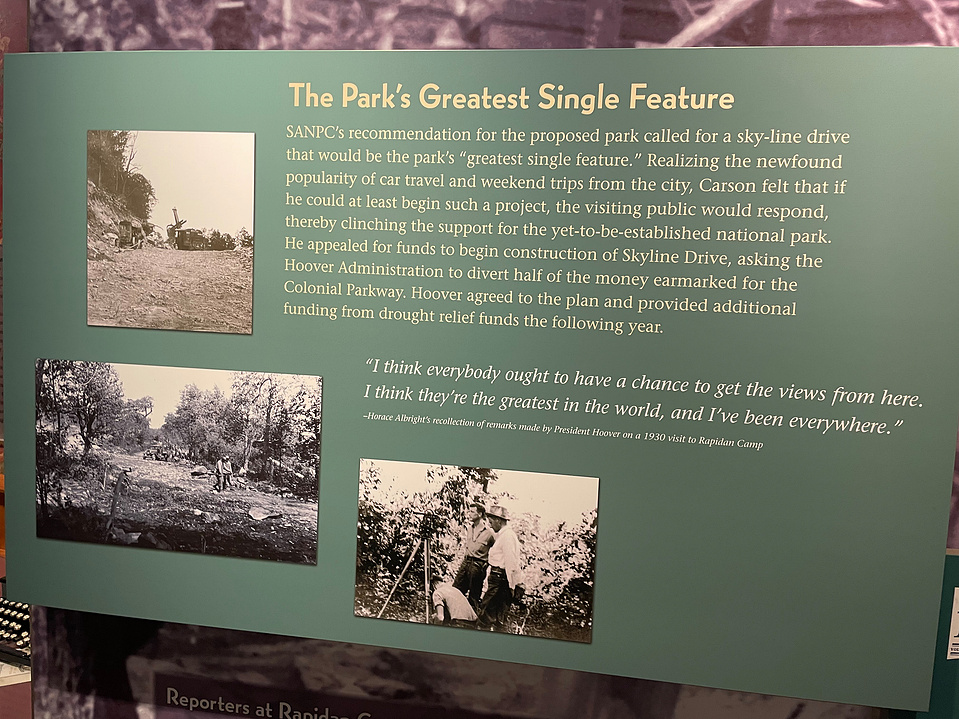 The Park's Greatest Single Feature
SANPC's recommendation for the proposed park called for a sky-line drive
that would be the park's “greatest single feature.” Realizing the newfound
popularity of car travel and weekend trips from the city, Carson felt that if
he could at least begin such a project, the visiting public would respond,
thereby clinching the support for the yet-to-be-established national park.
He appealed for funds to begin construction of Skyline Drive, asking the
Hoover Administration to divert half of the money earmarked for the
Colonial Parkway. Hoover agreed to the plan and provided additional
funding from drought relief funds the following year.
“I think everybody ought to have a chance to get the views from here.
I think they're the greatest in the world, and I've been everywhere.”
–Horace Albright's recollection of remarks made by President Hoover on a 1930 visit to Rapidan Camp
Reporters at Rapidan